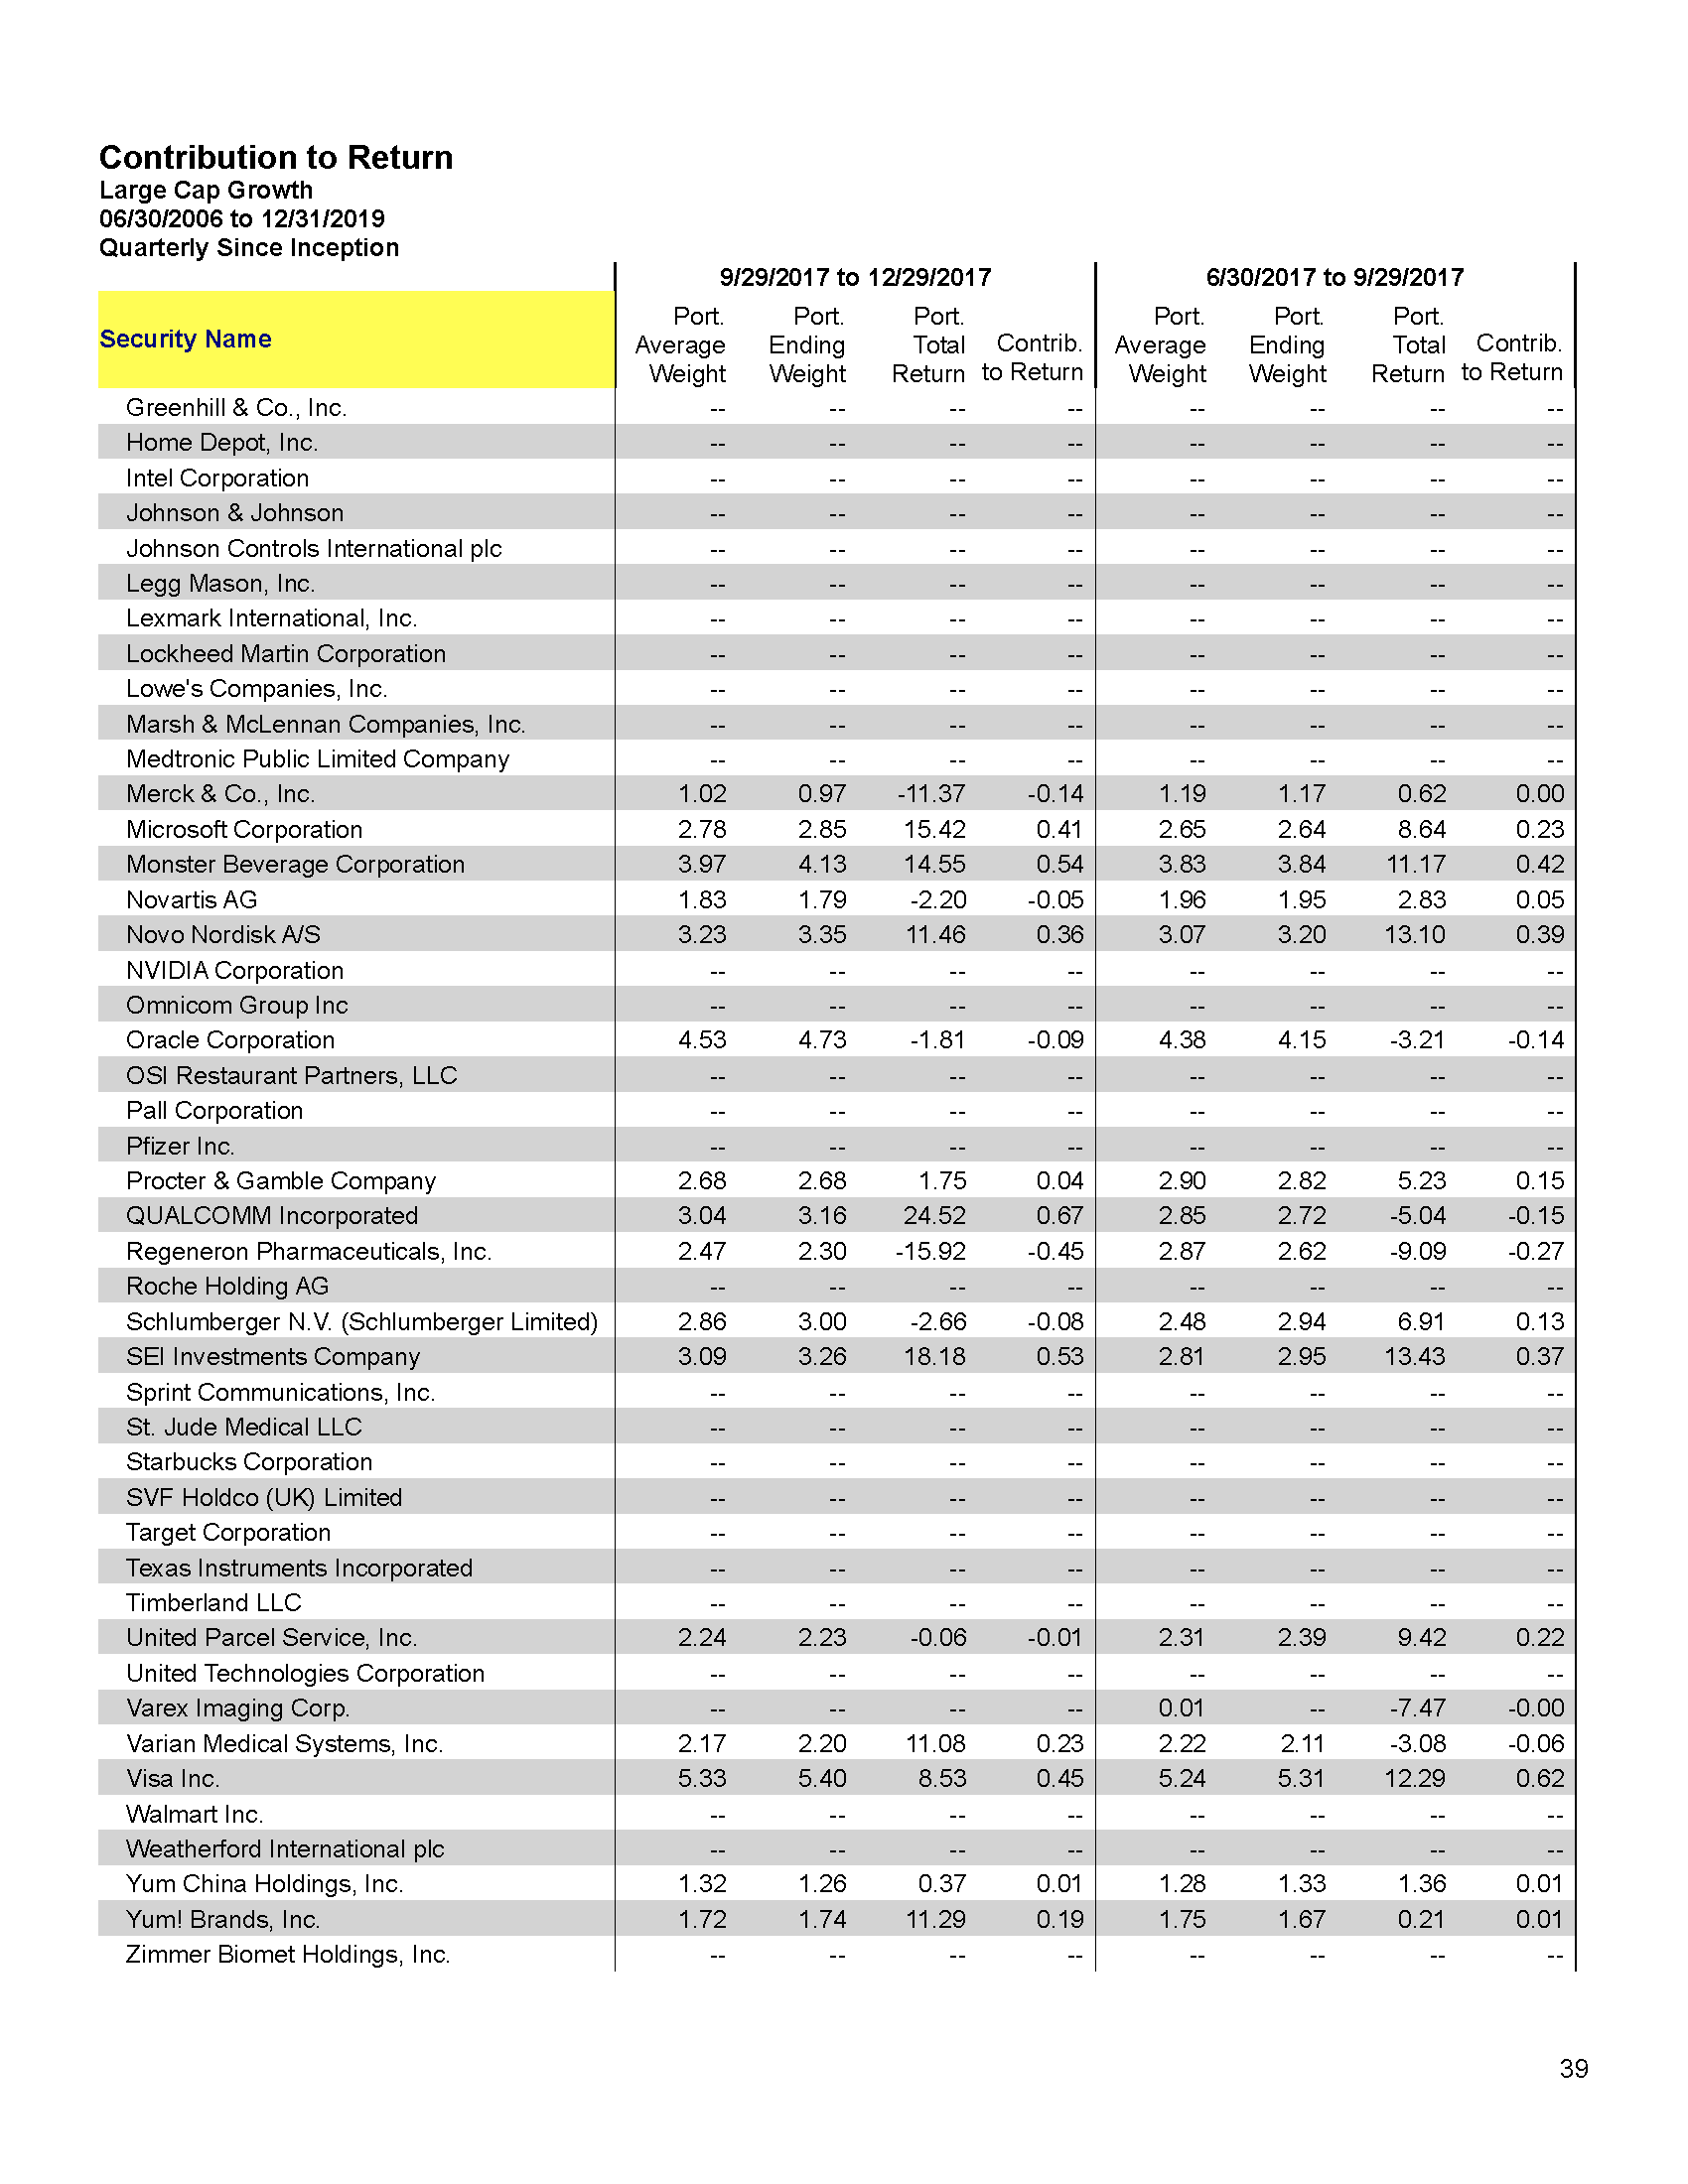 Contribution to Return
Large Cap Growth
06/30/2006 to 12/31/2019
Quarterly Since Inception
9/29/2017 to 12/29/2017 6/30/2017 to 9/29/2017
Security Name Port. Average Weight Port. Ending Weight Port. Total Return Contrib. to Return Port. Average Weight Port. Ending Weight Port. Total Return Contrib. to Return
Greenhill & Co., Inc. -- -- -- -- -- -- -- --
Home Depot, Inc. -- -- -- -- -- -- -- --
Intel Corporation -- -- -- -- -- -- -- --
Johnson & Johnson -- -- -- -- -- -- -- --
Johnson Controls International plc -- -- -- -- -- -- -- --
Legg Mason, Inc. -- -- -- -- -- -- -- --
Lexmark International, Inc. -- -- -- -- -- -- -- --
Lockheed Martin Corporation -- -- -- -- -- -- -- --
Lowe's Companies, Inc. -- -- -- -- -- -- -- --
Marsh & McLennan Companies, Inc. -- -- -- -- -- -- -- --
Medtronic Public Limited Company -- -- -- -- -- -- -- --
Merck & Co., Inc. 1.02 0.97 -11.37 -0.14 1.19 1.17 0.62 0.00
Microsoft Corporation 2.78 2.85 15.42 0.41 2.65 2.64 8.64 0.23
Monster Beverage Corporation 3.97 4.13 14.55 0.54 3.83 3.84 11.17 0.42
Novartis AG 1.83 1.79 -2.20 -0.05 1.96 1.95 2.83 0.05
Novo Nordisk A/S 3.23 3.35 11.46 0.36 3.07 3.20 13.10 0.39
NVIDIA Corporation -- -- -- -- -- -- -- --
Omnicom Group Inc -- -- -- -- -- -- -- --
Oracle Corporation 4.53 4.73 -1.81 -0.09 4.38 4.15 -3.21 -0.14
OSI Restaurant Partners, LLC -- -- -- -- -- -- -- --
Pall Corporation -- -- -- -- -- -- -- --
Pfizer Inc. -- -- -- -- -- -- -- --
Procter & Gamble Company 2.68 2.68 1.75 0.04 2.90 2.82 5.23 0.15
QUALCOMM Incorporated 3.04 3.16 24.52 0.67 2.85 2.72 -5.04 -0.15
Regeneron Pharmaceuticals, Inc. 2.47 2.30 -15.92 -0.45 2.87 2.62 -9.09 -0.27
Roche Holding AG -- -- -- -- -- -- -- --
Schlumberger N.V. (Schlumberger Limited) 2.86 3.00 -2.66 -0.08 2.48 2.94 6.91 0.13
SEI Investments Company 3.09 3.26 18.18 0.53 2.81 2.95 13.43 0.37
Sprint Communications, Inc. -- -- -- -- -- -- -- --
St. Jude Medical LLC -- -- -- -- -- -- -- --
Starbucks Corporation -- -- -- -- -- -- -- --
SVF Holdco (UK) Limited -- -- -- -- -- -- -- --
Target Corporation -- -- -- -- -- -- -- --
Texas Instruments Incorporated -- -- -- -- -- -- -- --
Timberland LLC -- -- -- -- -- -- -- --
United Parcel Service, Inc. 2.24 2.23 -0.06 -0.01 2.31 2.39 9.42 0.22
United Technologies Corporation -- -- -- -- -- -- -- --
Varex Imaging Corp. -- -- -- -- 0.01 -- -7.47 -0.00
Varian Medical Systems, Inc. 2.17 2.20 11.08 0.23 2.22 2.11 -3.08 -0.06
Visa Inc. 5.33 5.40 8.53 0.45 5.24 5.31 12.29 0.62
Walmart Inc. -- -- -- -- -- -- -- --
Weatherford International plc -- -- -- -- -- -- -- --
Yum China Holdings, Inc. 1.32 1.26 0.37 0.01 1.28 1.33 1.36 0.01
Yum! Brands, Inc. 1.72 1.74 11.29 0.19 1.75 1.67 0.21 0.01
Zimmer Biomet Holdings, Inc. -- -- -- -- -- -- -- --
39